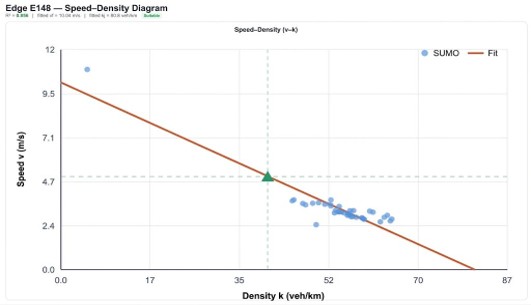 Edge E148 — Speed–Density Diagram
Speed–Density (v–k)
SUMO Fit
12
9.5
7.1
4.7
2.4
0.0
Speed v (m/s)
0.0 17 35 52 70 87
Density k (veh/km)